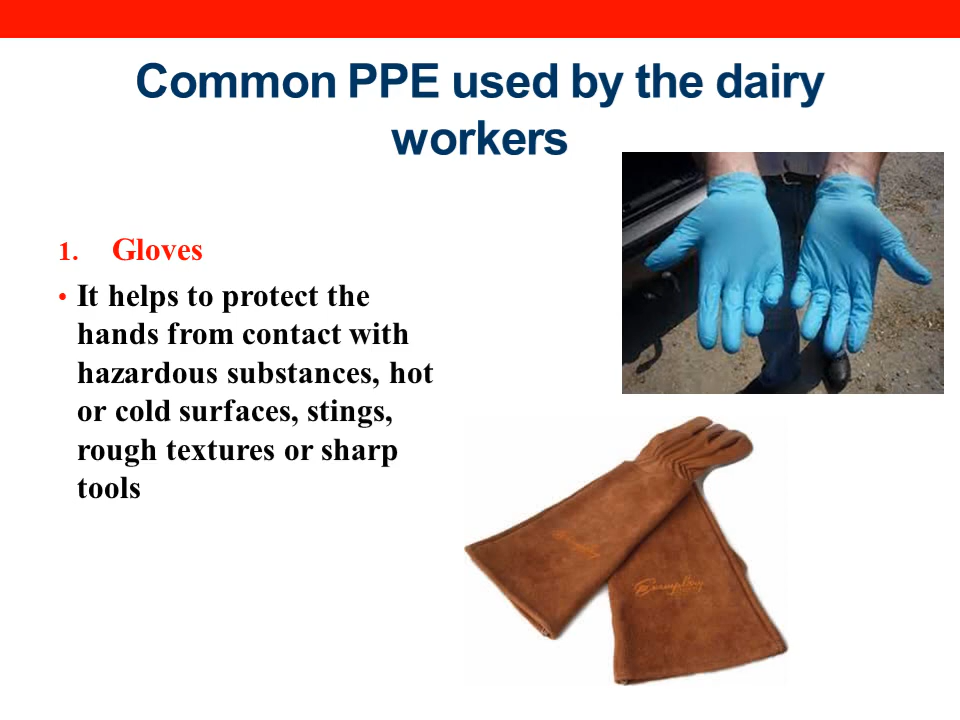 Common PPE used by the dairy
workers
1. Gloves
• It helps to protect the
hands from contact with
hazardous substances, hot
or cold surfaces, stings,
rough textures or sharp
tools